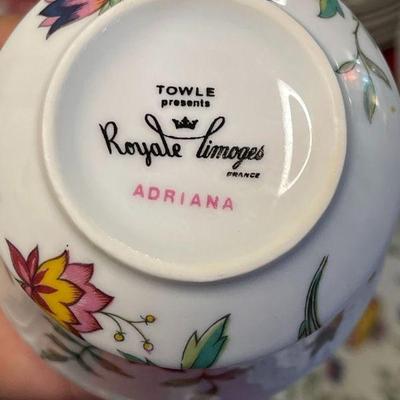 TOWLE
presents
Royale limoges
FRANCE
ADRIANA